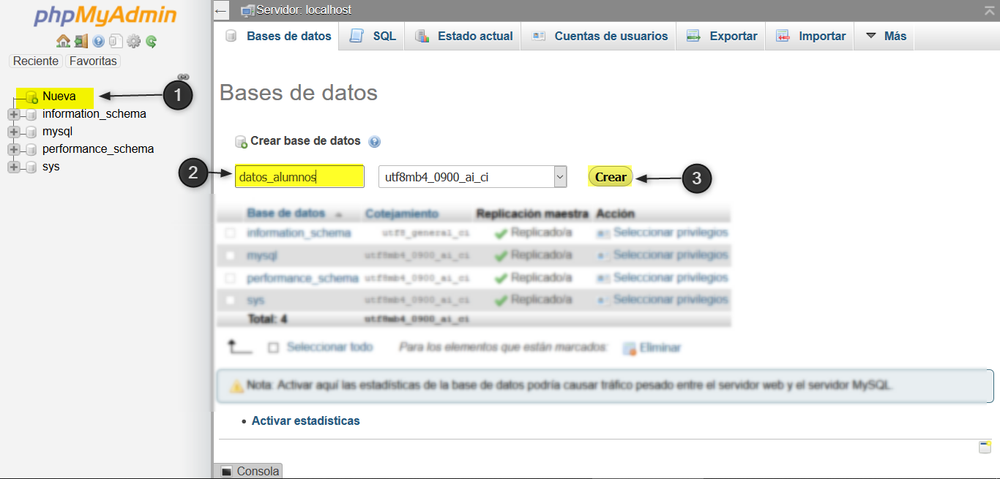 phpMyAdmin
Reciente Favoritas
Nueva
1
information_schema
mysql
performance_schema
sys
Servidor: localhost
Bases de datos SQL Estado actual Cuentas de usuarios Exportar Importar Más
Bases de datos
Crear base de datos
2 datos_alumnos utf8mb4_0900_ai_ci Crear 3
Base de datos Cotejamiento Replicación maestra Acción
information_schema utf8_general_ci Replicado/a Seleccionar privilegios
mysql utf8mb4_0900_ai_ci Replicado/a Seleccionar privilegios
performance_schema utf8mb4_0900_ai_ci Replicado/a Seleccionar privilegios
sys utf8mb4_0900_ai_ci Replicado/a Seleccionar privilegios
Total: 4 utf8mb4_0900_ai_ci
Seleccionar todo Para los elementos que están marcados: Eliminar
Nota: Activar aquí las estadísticas de la base de datos podría causar tráfico pesado entre el servidor web y el servidor MySQL.
• Activar estadísticas
Consola